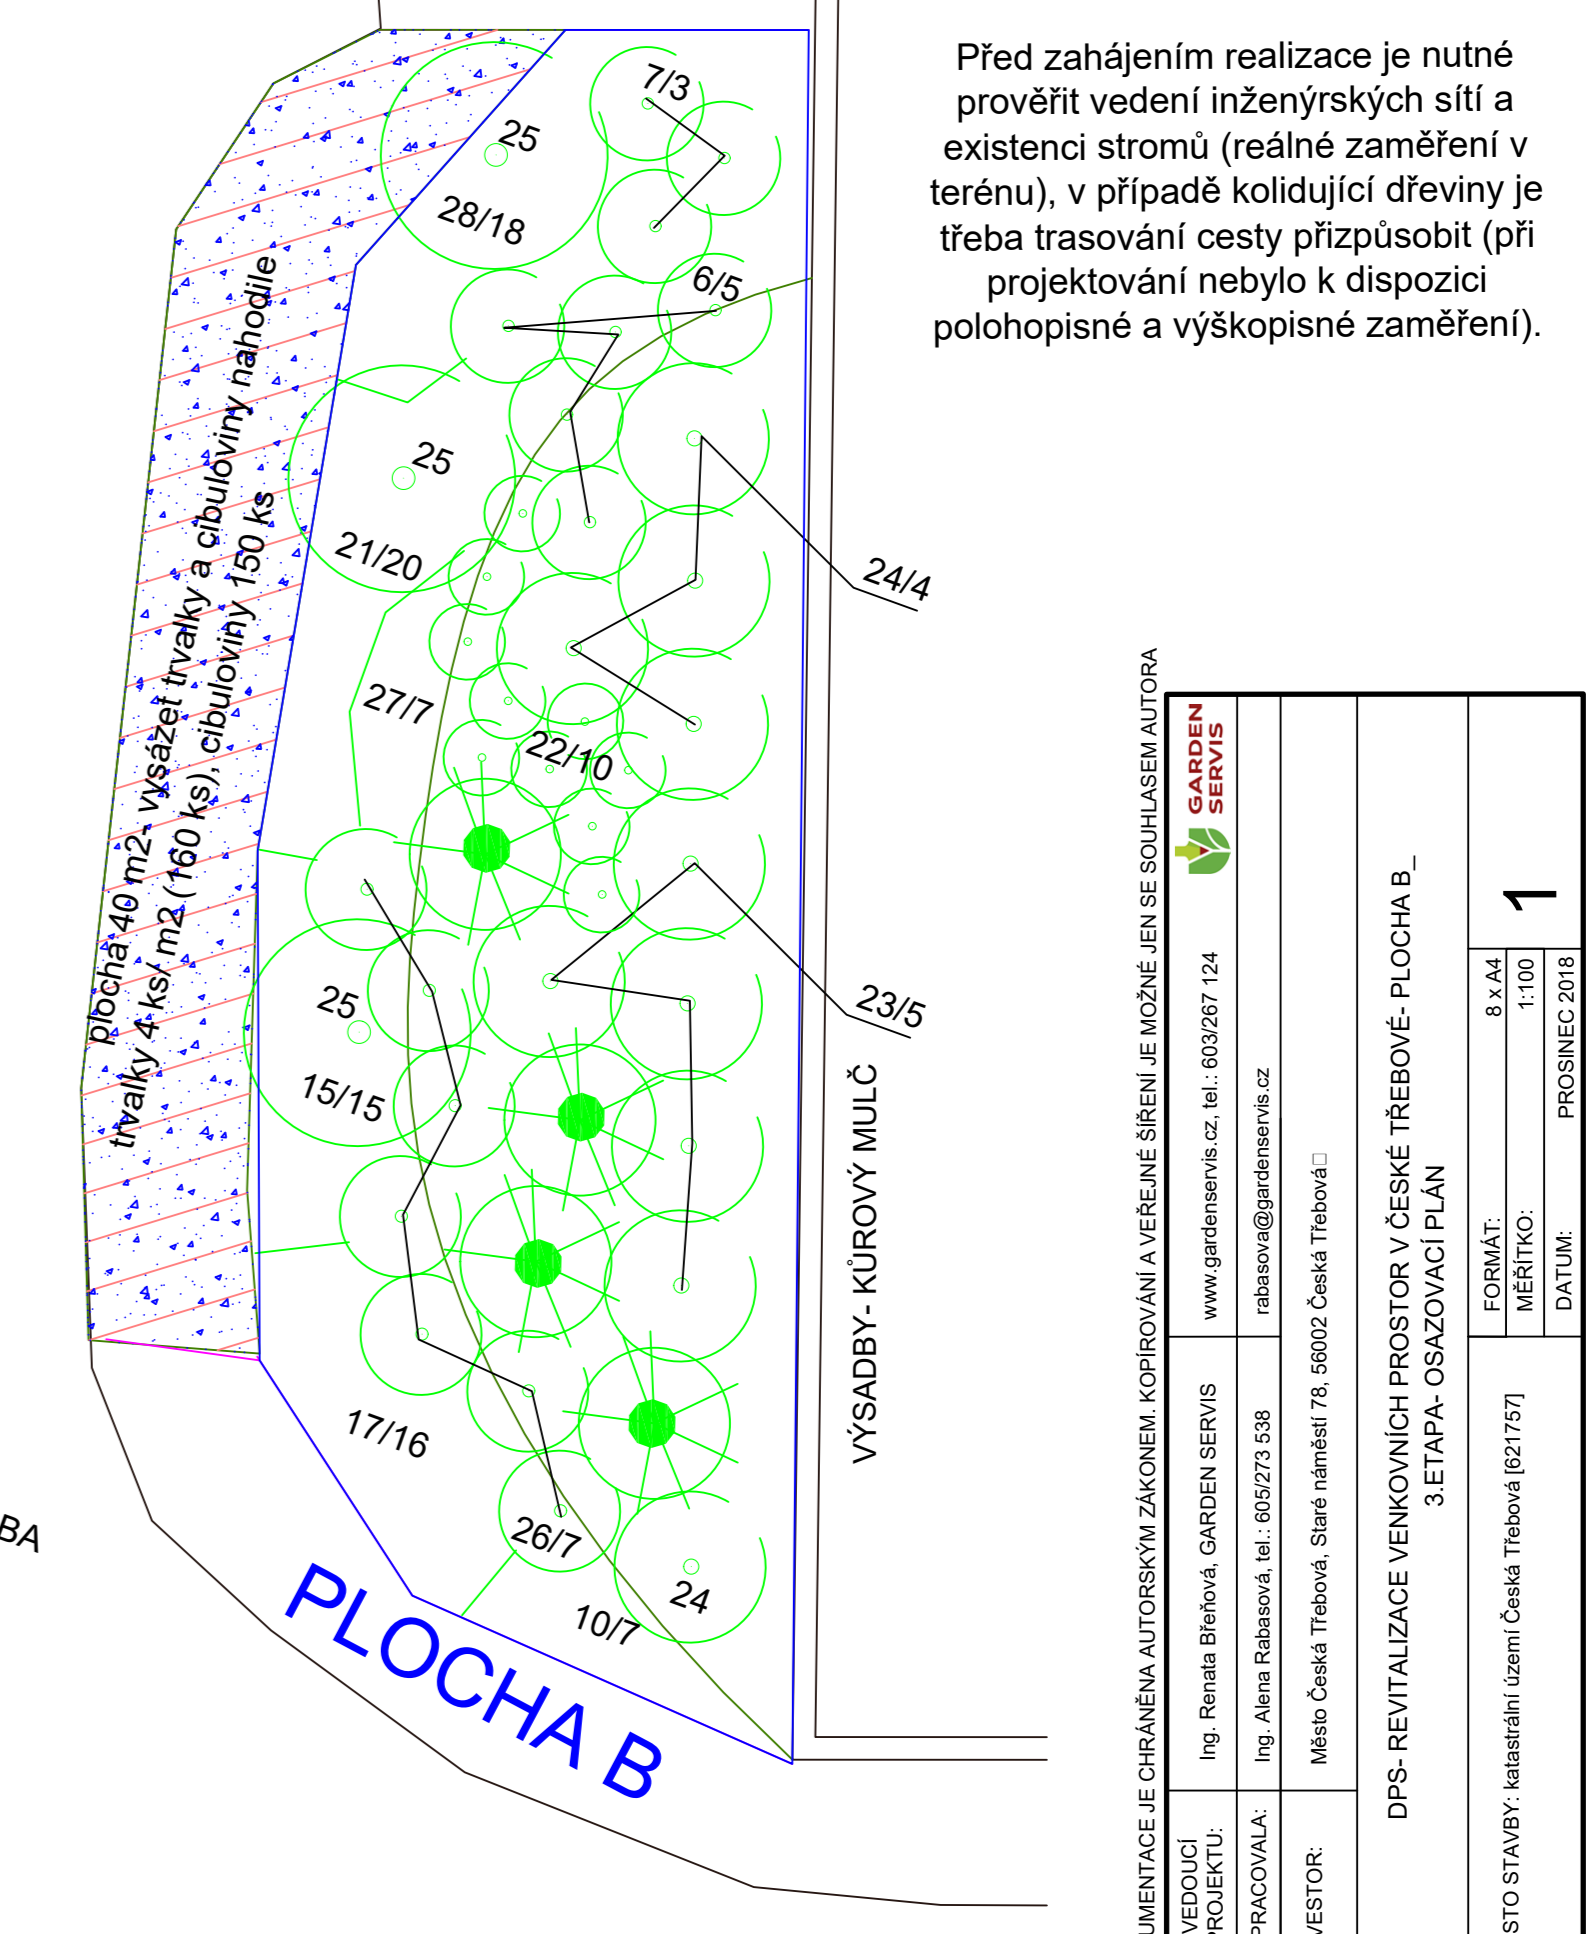 Před zahájením realizace je nutné
prověřit vedení inženýrských sítí a
existenci stromů (reálné zaměření v
terénu), v případě kolidující dřeviny je
třeba trasování cesty přizpůsobit (při
projektování nebylo k dispozici
polohopisné a výškopisné zaměření).
7/3
25
28/18
6/5
25
21/20
24/4
27/7
22/10
23/5
25
15/15
17/16
26/7
24
10/7
plocha 40 m2- vysázet trvalky a cibuloviny nahodile
trvalky 4 ks/ m2 (160 ks), cibuloviny 150 ks
VÝSADBY- KŮROVÝ MULČ
PLOCHA B
BA
UMENTACE JE CHRÁNĚNA AUTORSKÝM ZÁKONEM. KOPÍROVÁNÍ A VEŘEJNÉ ŠÍŘENÍ JE MOŽNÉ JEN SE SOUHLASEM AUTORA
VEDOUCÍ
PROJEKTU:
Ing. Renata Břeňová, GARDEN SERVIS
www.gardenservis.cz, tel.: 603/267 124
GARDEN
SERVIS
PRACOVALA:
Ing. Alena Rabasová, tel.: 605/273 538
rabasova@gardenservis.cz
VESTOR:
Město Česká Třebová, Staré náměstí 78, 56002 Česká Třebová□
DPS- REVITALIZACE VENKOVNÍCH PROSTOR V ČESKÉ TŘEBOVÉ- PLOCHA B_
3.ETAPA- OSAZOVACÍ PLÁN
STO STAVBY: katastrální území Česká Třebová [621757]
FORMÁT: 8 x A4
MĚŘÍTKO: 1:100
DATUM: PROSINEC 2018
1